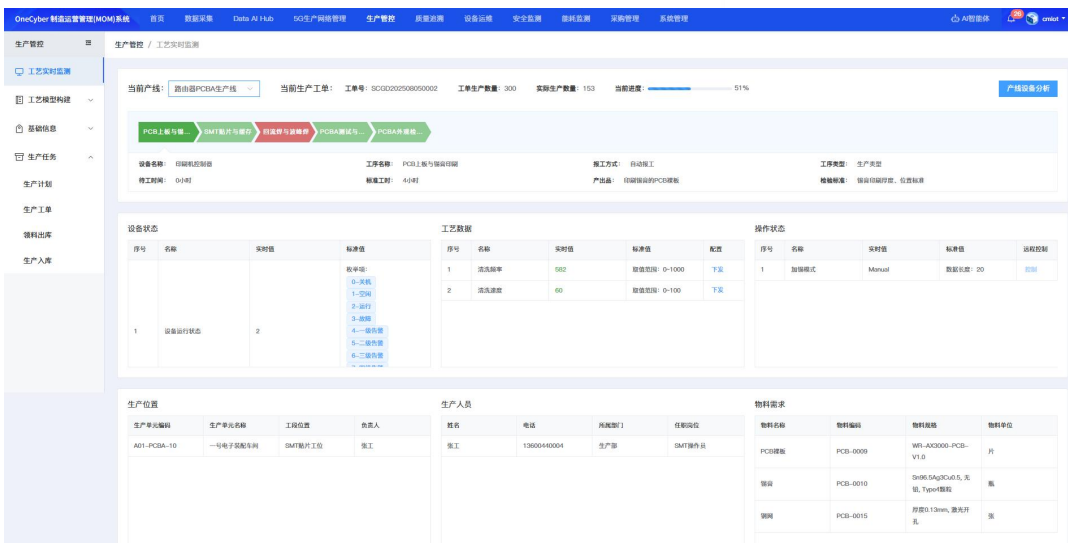 OneCyber 制造运营管理(MOM)系统 首页 数据采集 Data AI Hub 5G生产网络管理 生产管控 质量追溯 设备运维 安全监测 能耗监测 采购管理 系统管理 AI智能体 26 cmiot
生产管控 生产管控 / 工艺实时监测
工艺实时监测
工艺模型构建
基础信息
生产任务
生产计划
生产工单
领料出库
生产入库
当前产线： 路由器PCBA生产线 当前生产工单： 工单号：SCGD202508050002 工单生产数量：300 实际生产数量：153 当前进度： 51% 产线设备分析
PCB上板与锡... SMT贴片与缓存 回流焊与波峰焊 PCBA测试与... PCBA外观检...
设备名称： 印刷机控制器 工序名称： PCB上板与锡膏印刷 报工方式： 自动报工 工序类型： 生产类型
待工时间： 0小时 标准工时： 4小时 产出品： 印刷锡膏的PCB裸板 检验标准： 锡膏印刷厚度、位置标准
设备状态
序号 名称 实时值 标准值
1 设备运行状态 2
枚举项：
0-关机
1-空闲
2-运行
3-故障
4-一级告警
5-二级告警
6-三级告警
工艺数据
序号 名称 实时值 标准值 配置
1 清洗频率 582 取值范围：0-1000 下发
2 清洗速度 60 取值范围：0-100 下发
操作状态
序号 名称 实时值 标准值 远程控制
1 加锡模式 Manual 数据长度：20 控制
生产位置
生产单元编码 生产单元名称 工段位置 负责人
A01-PCBA-10 一号电子装配车间 SMT贴片工位 张工
生产人员
姓名 电话 所属部门 任职岗位
张工 13600440004 生产部 SMT操作员
物料需求
物料名称 物料编码 物料规格 物料单位
PCB裸板 PCB-0009 WR-AX3000-PCB-
V1.0 片
锡膏 PCB-0010 Sn96.5Ag3Cu0.5, 无
铅, Typo4颗粒 瓶
钢网 PCB-0015 厚度0.13mm, 激光开
孔 张